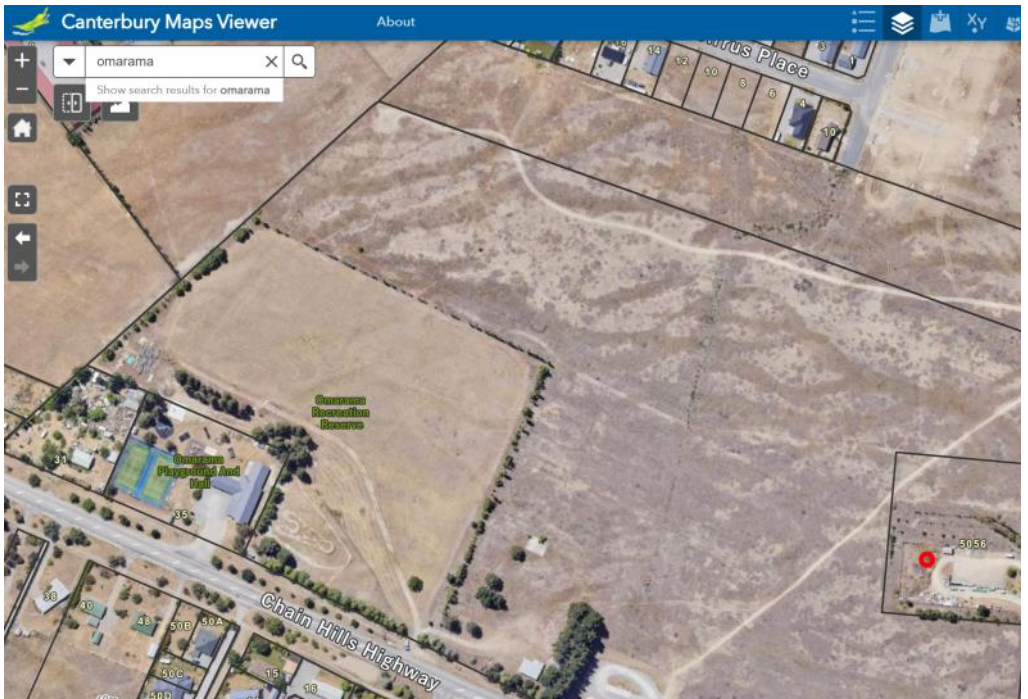 Canterbury Maps Viewer
About
omarama
Show search results for omarama
14
12
10
8
6
4
10
3
1
Place
Omarama
Recreation
Reserve
Omarama
Playground And
Hall
31
35
5056
Chain Hills Highway
38
40
48
50B
50A
50C
50D
15
16